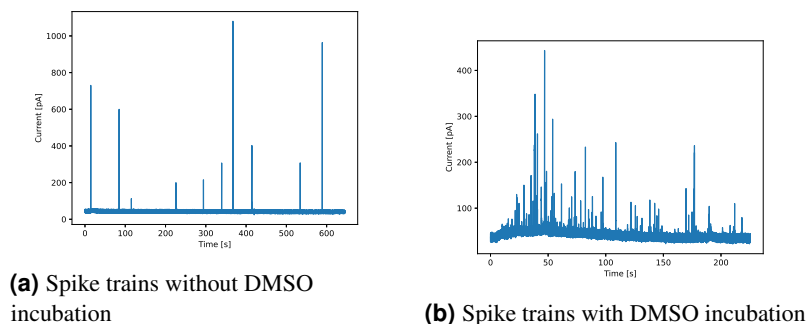 1000
800
600
400
200
0
Current [pA]
0 100 200 300 400 500 600
Time [s]
(a) Spike trains without DMSO
incubation
400
300
200
100
Current [pA]
0 50 100 150 200
Time [s]
(b) Spike trains with DMSO incubation